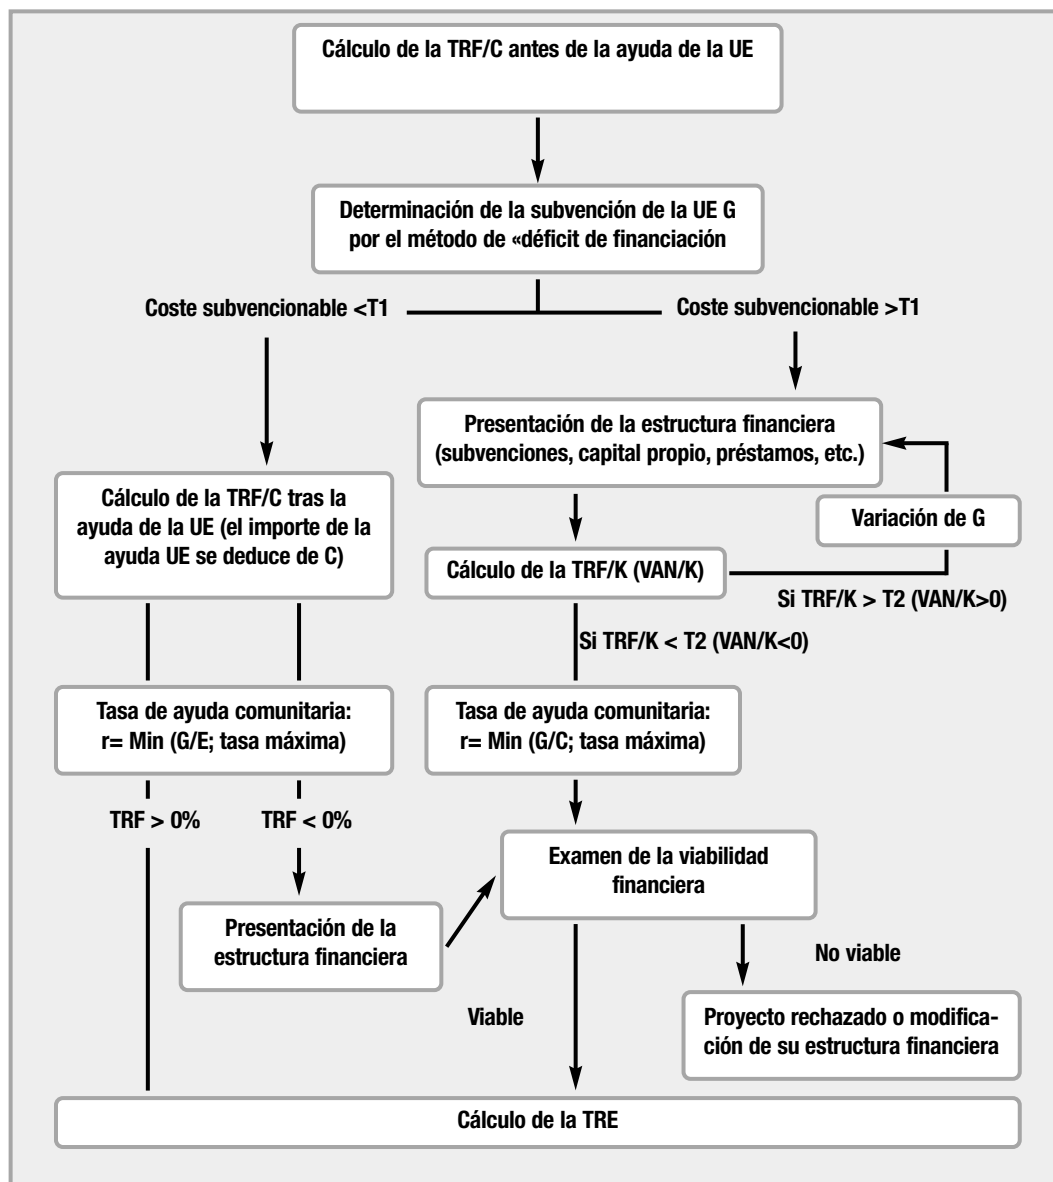 Cálculo de la TRF/C antes de la ayuda de la UE
Determinación de la subvención de la UE G
por el método de «déficit de financiación
Coste subvencionable <T1
Coste subvencionable >T1
Presentación de la estructura financiera
(subvenciones, capital propio, préstamos, etc.)
Cálculo de la TRF/C tras la
ayuda de la UE (el importe de la
ayuda UE se deduce de C)
Variación de G
Cálculo de la TRF/K (VAN/K)
Si TRF/K > T2 (VAN/K>0)
Si TRF/K < T2 (VAN/K<0)
Tasa de ayuda comunitaria:
r= Min (G/E; tasa máxima)
Tasa de ayuda comunitaria:
r= Min (G/C; tasa máxima)
TRF > 0%
TRF < 0%
Examen de la viabilidad
financiera
Presentación de la
estructura financiera
No viable
Viable
Proyecto rechazado o modifica-
ción de su estructura financiera
Cálculo de la TRE